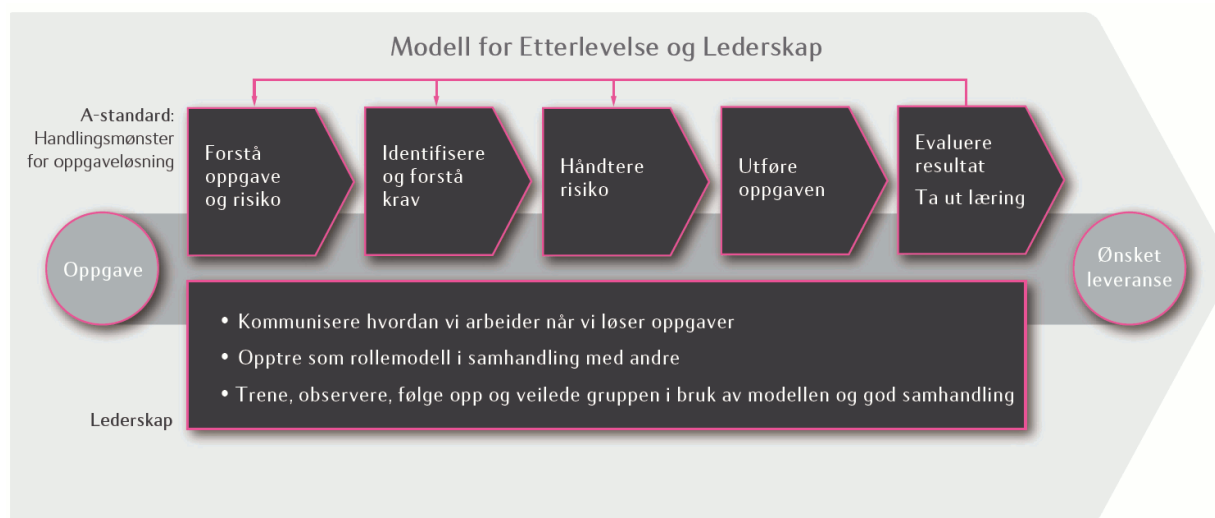 Modell for Etterlevelse og Lederskap
A-standard:
Handlingsmønster
for oppgaveløsning
Forstå
oppgave
og risiko
Identifisere
og forstå
krav
Håndtere
risiko
Utføre
oppgaven
Evaluere
resultat
Ta ut læring
Oppgave
Ønsket
leveranse
• Kommunisere hvordan vi arbeider når vi løser oppgaver
• Opptre som rollemodell i samhandling med andre
• Trene, observere, følge opp og veilede gruppen i bruk av modellen og god samhandling
Lederskap